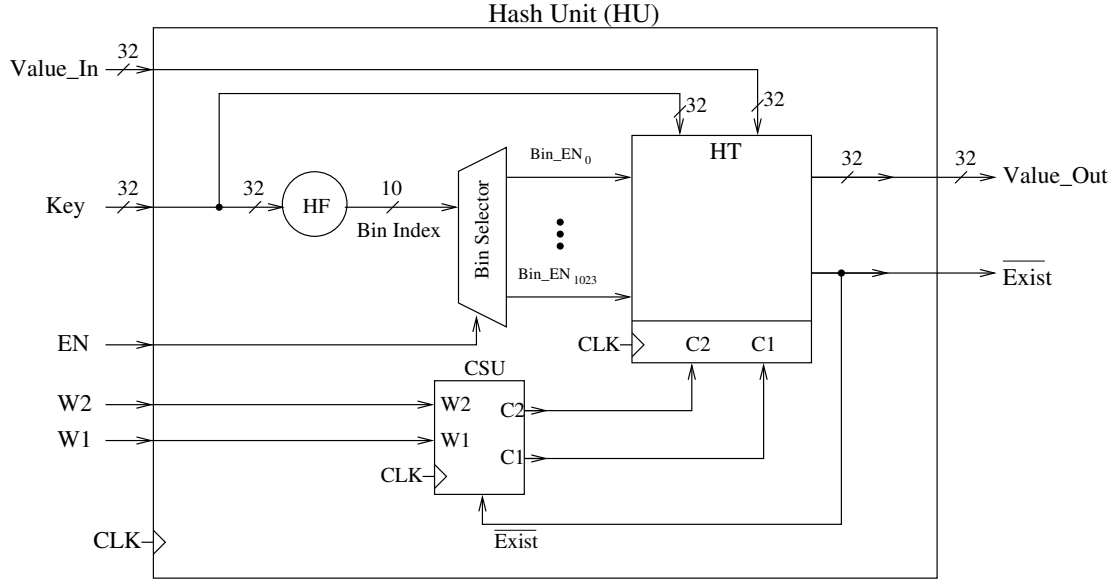 Hash Unit (HU)
Value_In
32
32
32
HT
Key
32
32
HF
10
Bin Index
Bin Selector
Bin_EN0
Bin_EN1023
32
32
Value_Out
Exist
EN
CLK
C2
C1
CSU
W2
W1
W2
W1
C2
C1
CLK
Exist
CLK